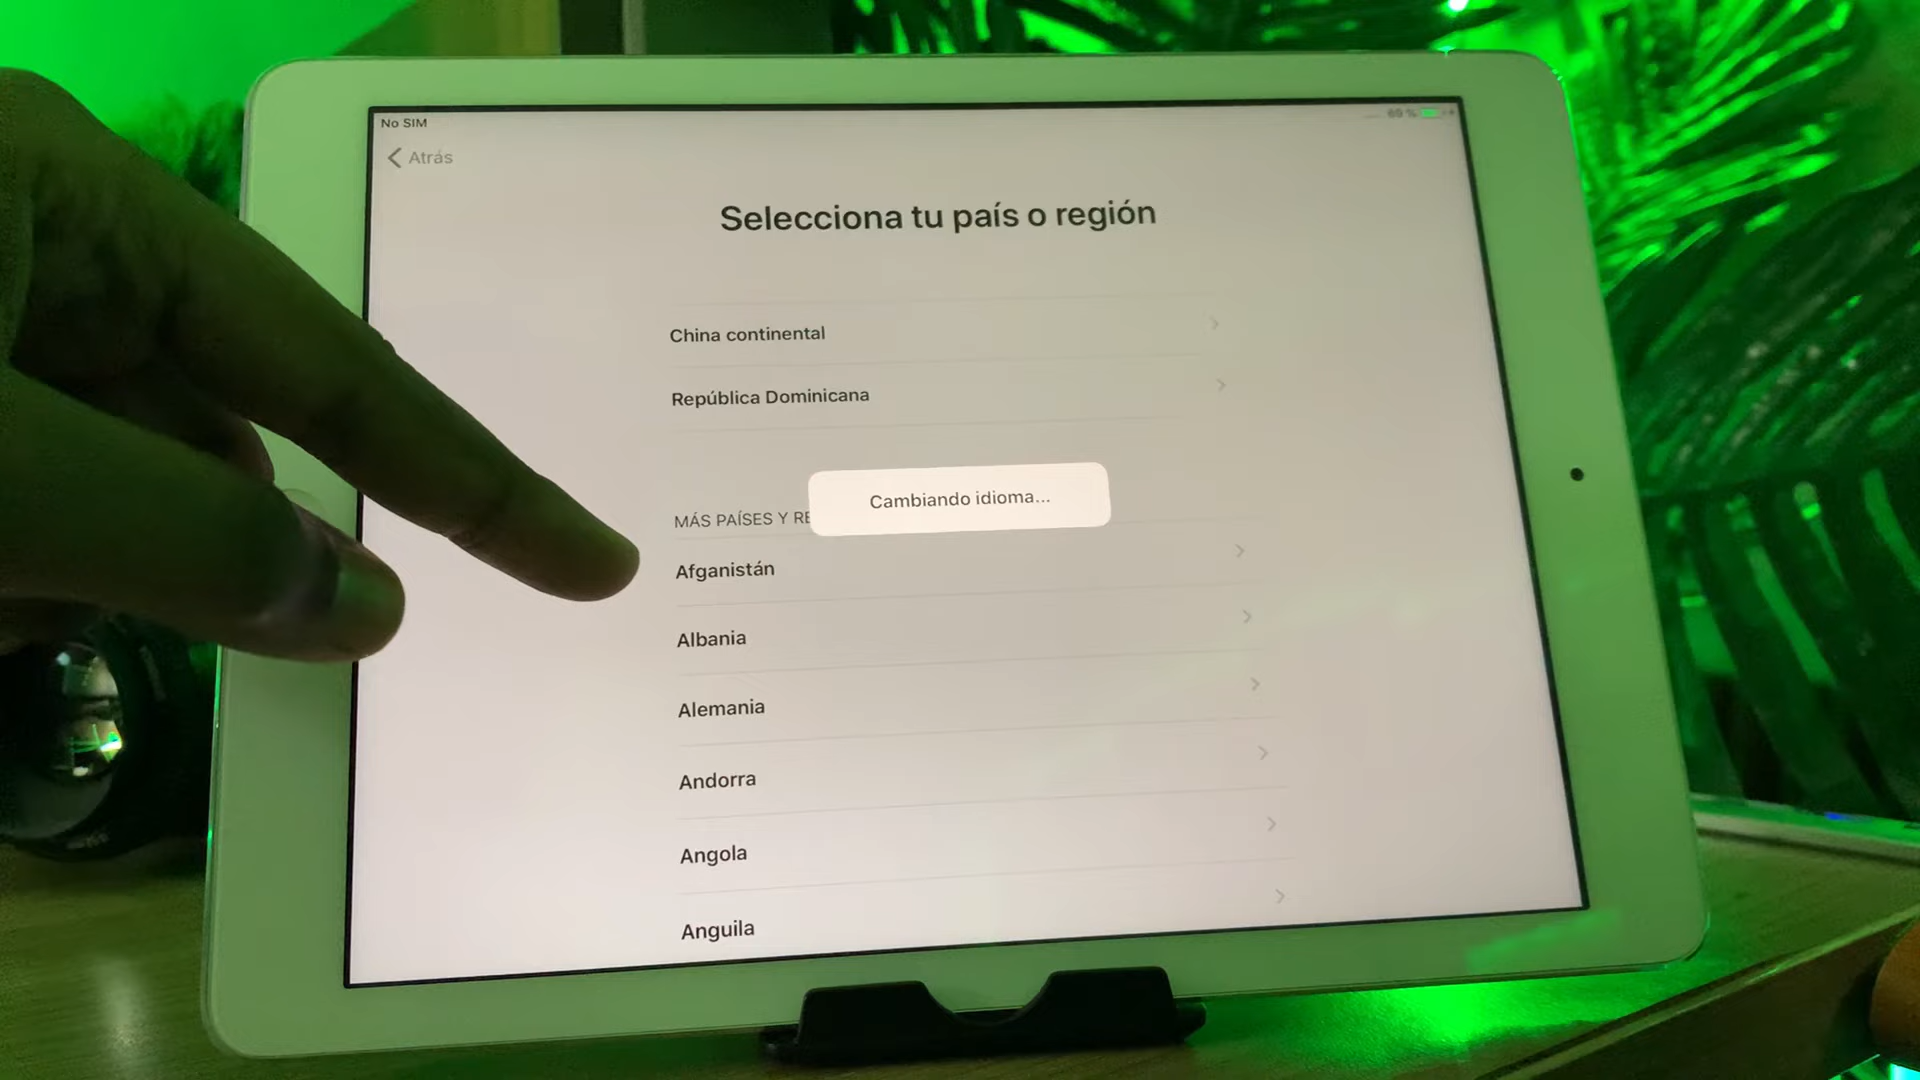 No SIM
69 %
Atrás
Selecciona tu país o región
China continental
República Dominicana
Cambiando idioma...
MÁS PAÍSES Y RE
Afganistán
Albania
Alemania
Andorra
Angola
Anguila